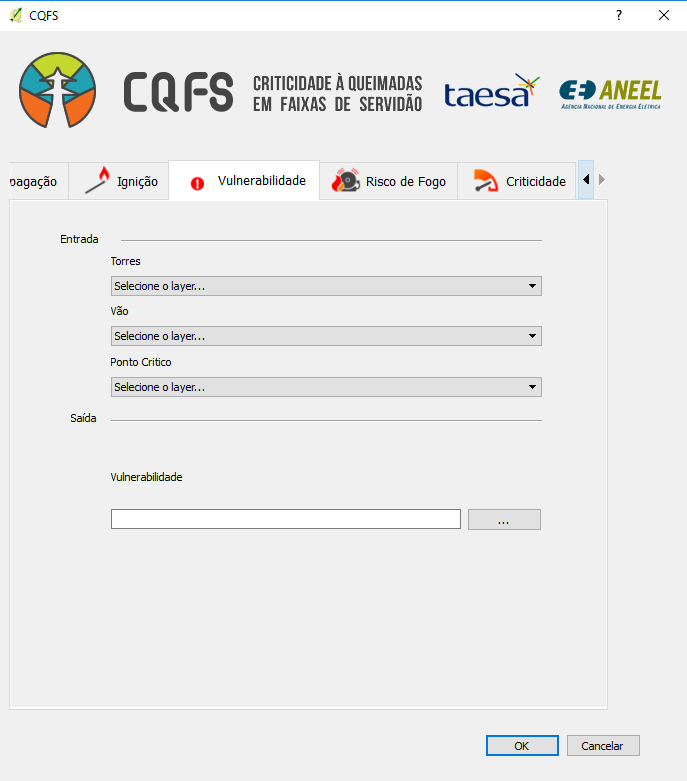 CQFS
?
CQFS
CRITICIDADE À QUEIMADAS
EM FAIXAS DE SERVIDÃO
taesa
ANEEL
AGÊNCIA NACIONAL DE ENERGIA ELÉTRICA
pagação
Ignição
Vulnerabilidade
Risco de Fogo
Criticidade
Entrada
Torres
Selecione o layer...
Vão
Selecione o layer...
Ponto Critico
Selecione o layer...
Saída
Vulnerabilidade
...
OK
Cancelar